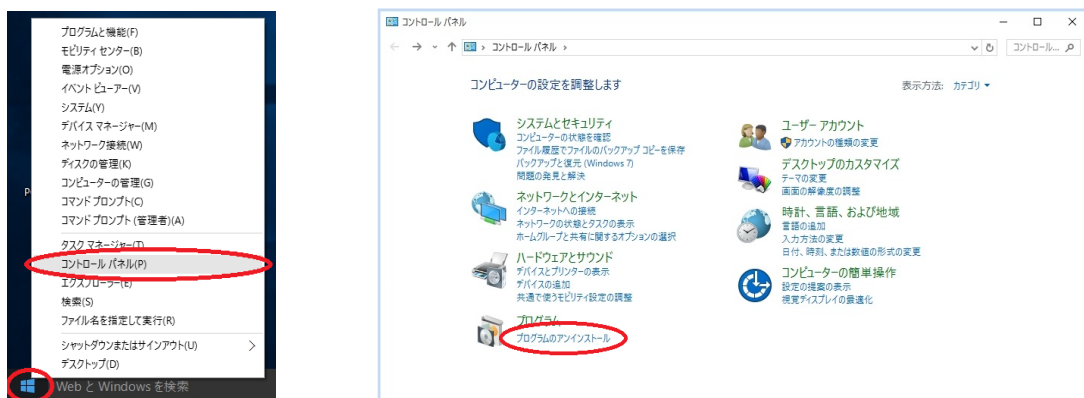 プログラムと機能(F)
モビリティ センター(B)
電源オプション(O)
イベント ビューアー(V)
システム(Y)
デバイス マネージャー(M)
ネットワーク接続(W)
ディスクの管理(K)
コンピューターの管理(G)
コマンド プロンプト(C)
コマンド プロンプト (管理者)(A)
タスク マネージャー(T)
コントロール パネル(P)
エクスプローラー(E)
検索(S)
ファイル名を指定して実行(R)
シャットダウンまたはサインアウト(U)
デスクトップ(D)
Web と Windows を検索
コントロール パネル
コントロール パネル
コントロール...
コンピューターの設定を調整します
表示方法: カテゴリ
システムとセキュリティ
コンピューターの状態を確認
ファイル履歴でファイルのバックアップ コピーを保存
バックアップと復元 (Windows 7)
問題の発見と解決
ネットワークとインターネット
インターネットへの接続
ネットワークの状態とタスクの表示
ホームグループと共有に関するオプションの選択
ハードウェアとサウンド
デバイスとプリンターの表示
デバイスの追加
共通で使うモビリティ設定の調整
プログラム
プログラムのアンインストール
ユーザー アカウント
アカウントの種類の変更
デスクトップのカスタマイズ
テーマの変更
画面の解像度の調整
時計、言語、および地域
言語の追加
入力方法の変更
日付、時刻、または数値の形式の変更
コンピューターの簡単操作
設定の提案の表示
視覚ディスプレイの最適化